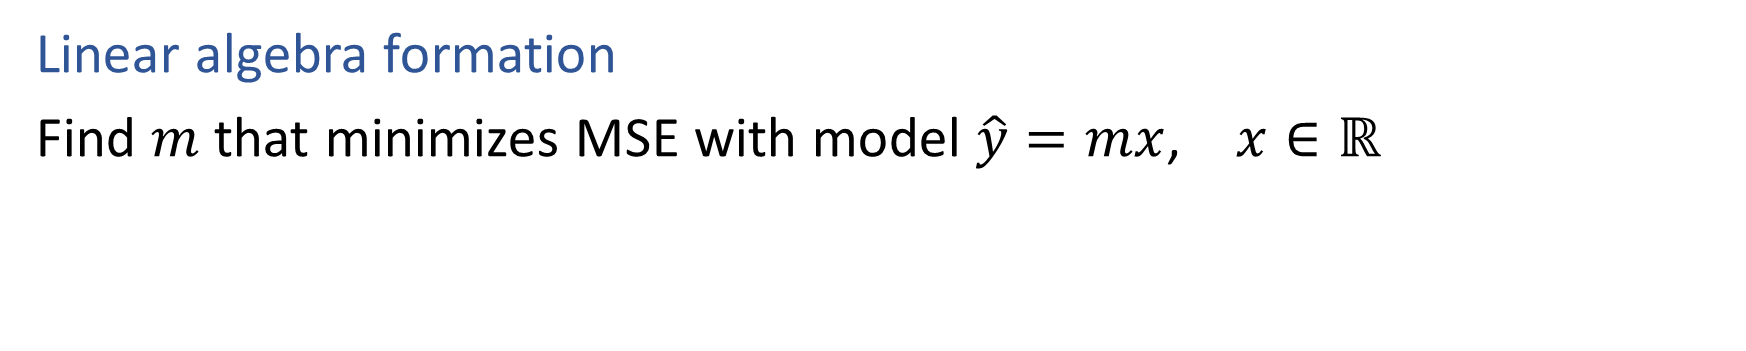 Linear algebra formation
Find 𝑚 that minimizes MSE with model ŷ = 𝑚𝑥, 𝑥 ∈ ℝ